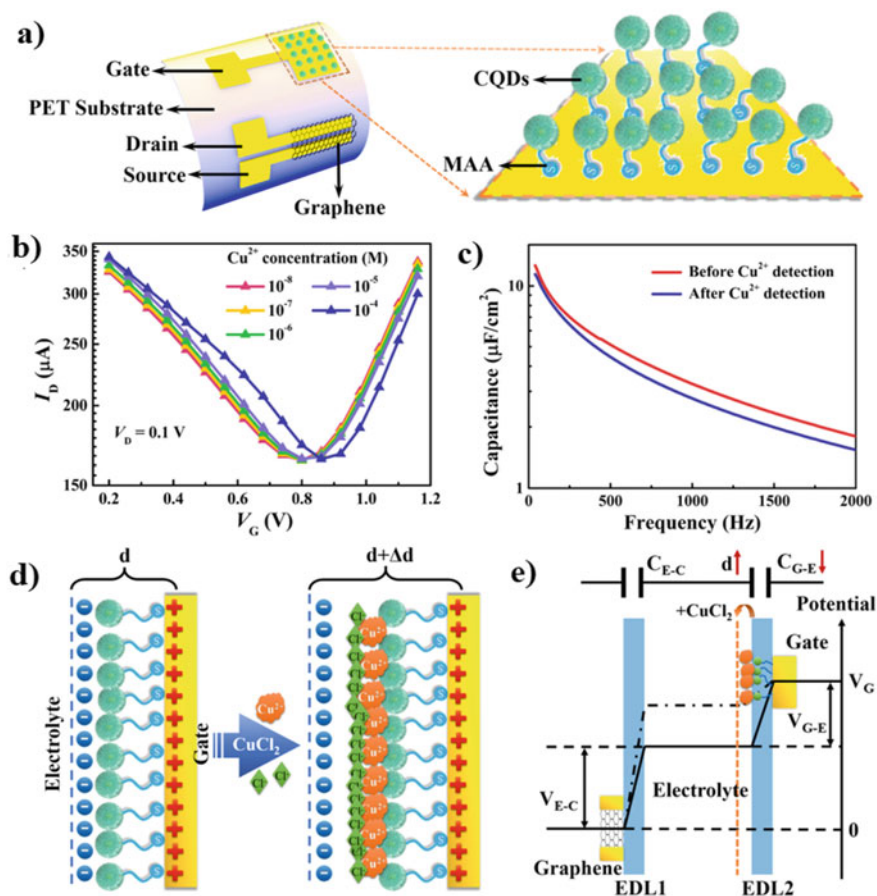 a)
Gate
PET Substrate
Drain
Source
Graphene
CQDs
MAA
S S S S S S S
b)
Cu²⁺ concentration (M)
10⁻⁸ 10⁻⁵
10⁻⁷ 10⁻⁴
10⁻⁶
V_D = 0.1 V
I_D (μA)
350
300
250
200
150
0.2 0.4 0.6 0.8 1.0 1.2
V_G (V)
c)
Before Cu²⁺ detection
After Cu²⁺ detection
Capacitance (μF/cm²)
10
1
0 500 1000 1500 2000
Frequency (Hz)
d)
d
d+Δd
Electrolyte
Gate
Cu²⁺
CuCl₂
Cl⁻ Cl⁻
e)
C_E-C
d
C_G-E
+CuCl₂
Potential
Gate
V_G
V_G-E
V_E-C
Electrolyte
0
Graphene
EDL1
EDL2